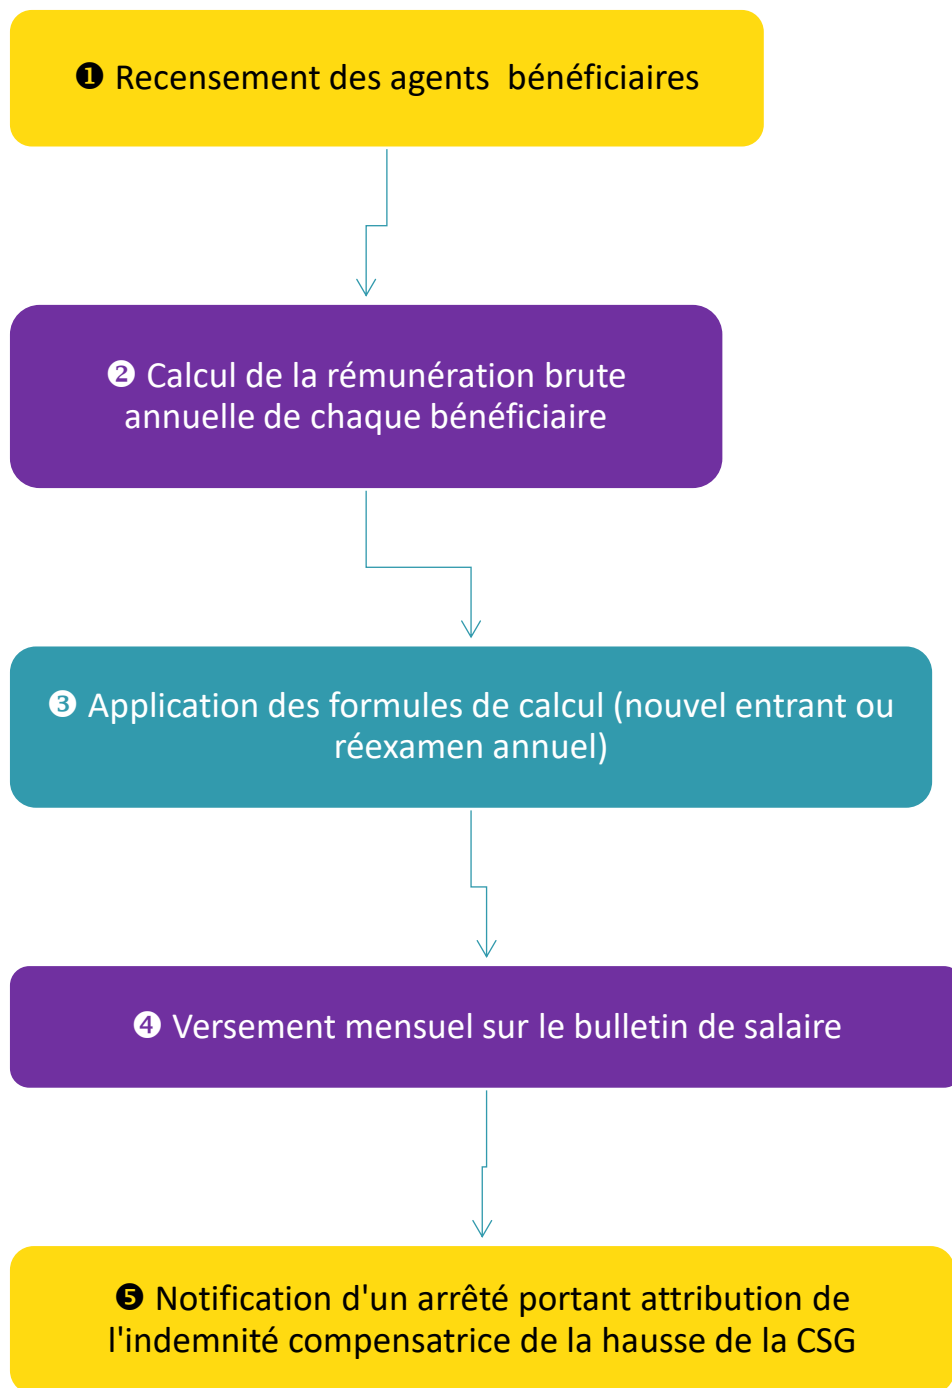 ❶ Recensement des agents  bénéficiaires
❷ Calcul de la rémunération brute
annuelle de chaque bénéficiaire
❸ Application des formules de calcul (nouvel entrant ou
réexamen annuel)
❹ Versement mensuel sur le bulletin de salaire
❺ Notification d'un arrêté portant attribution de
l'indemnité compensatrice de la hausse de la CSG